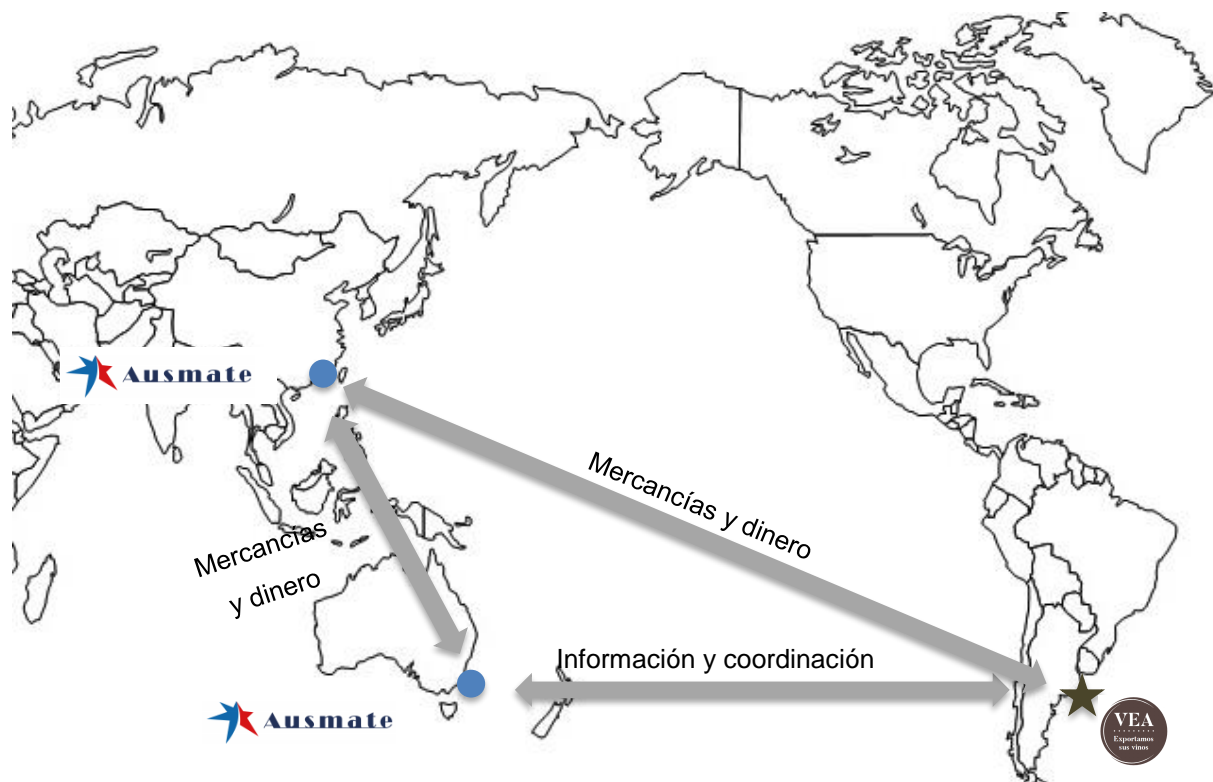 Ausmate
Mercancías y dinero
Mercancías
y dinero
Información y coordinación
Ausmate
VEA
Exportamos
sus vinos